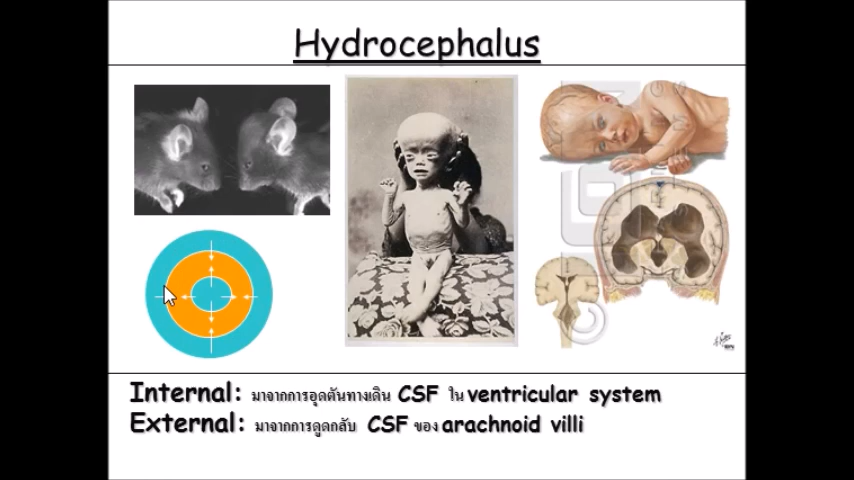 Hydrocephalus
Internal: มาจากการอุดตันทางเดิน CSF ใน ventricular system
External: มาจากการดูดกลับ CSF ของ arachnoid villi